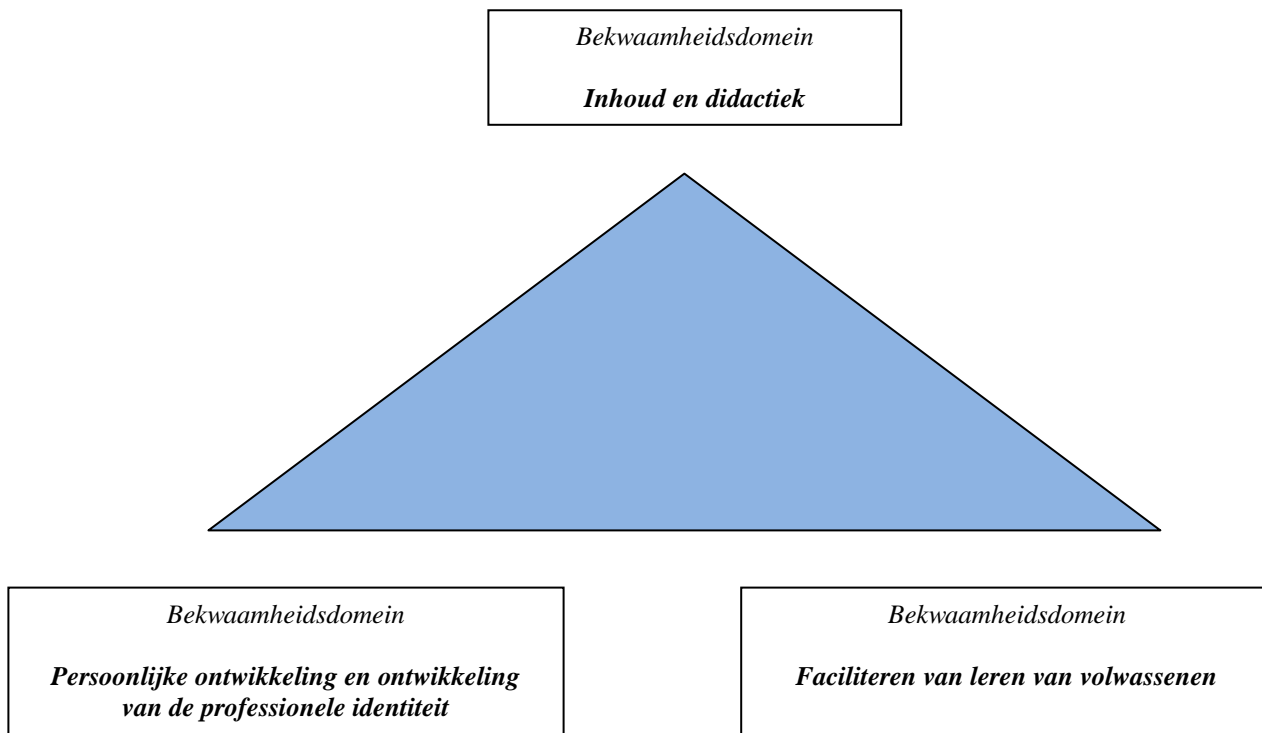 Bekwaamheidsdomein
Inhoud en didactiek
Bekwaamheidsdomein
Persoonlijke ontwikkeling en ontwikkeling
van de professionele identiteit
Bekwaamheidsdomein
Faciliteren van leren van volwassenen